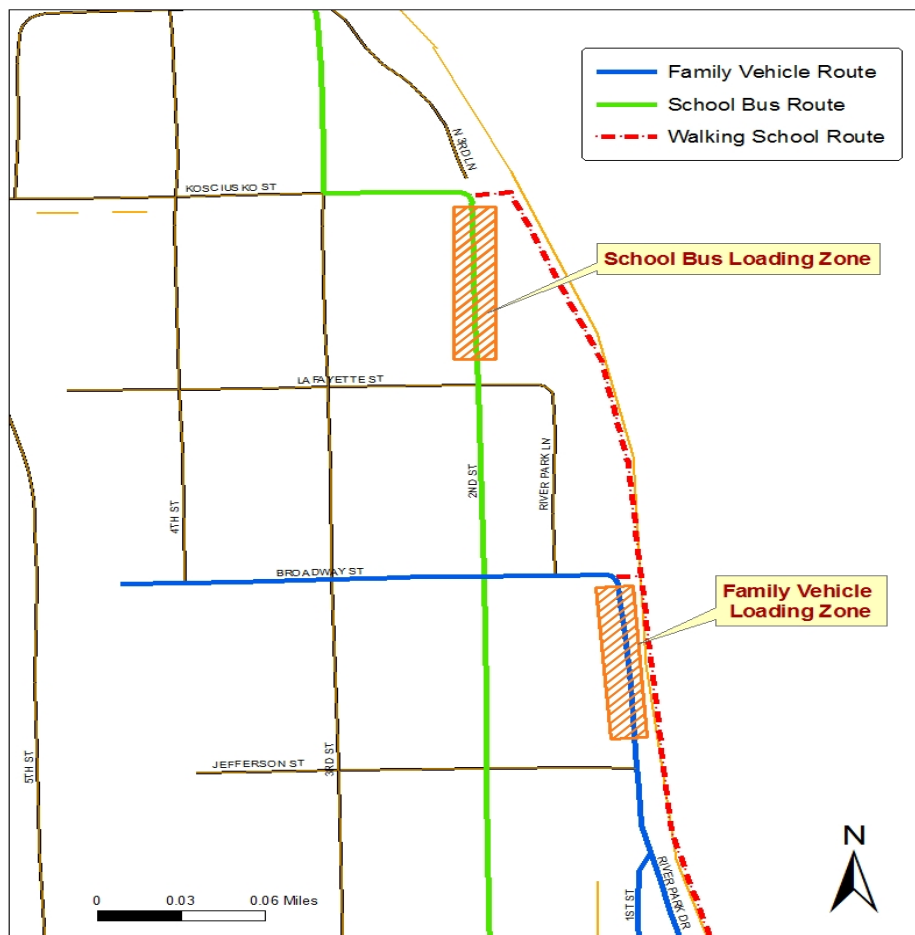 Family Vehicle Route
School Bus Route
Walking School Route
N 3RD LN
KOSCIUSKO ST
School Bus Loading Zone
LAFAYETTE ST
4TH ST
2ND ST
RIVER PARK LN
BROADWAY ST
Family Vehicle
Loading Zone
5TH ST
3RD ST
JEFFERSON ST
1ST ST
RIVER PARK DR
N
0 0.03 0.06 Miles